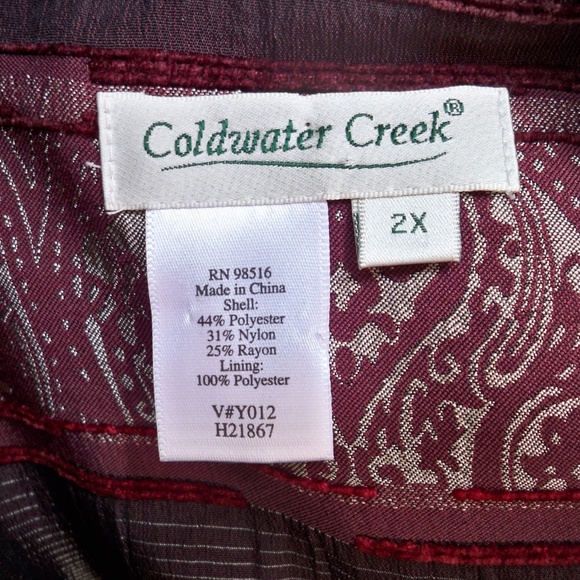 Coldwater Creek®
2X
RN 98516
Made in China
Shell:
44% Polyester
31% Nylon
25% Rayon
Lining:
100% Polyester
V#Y012
H21867